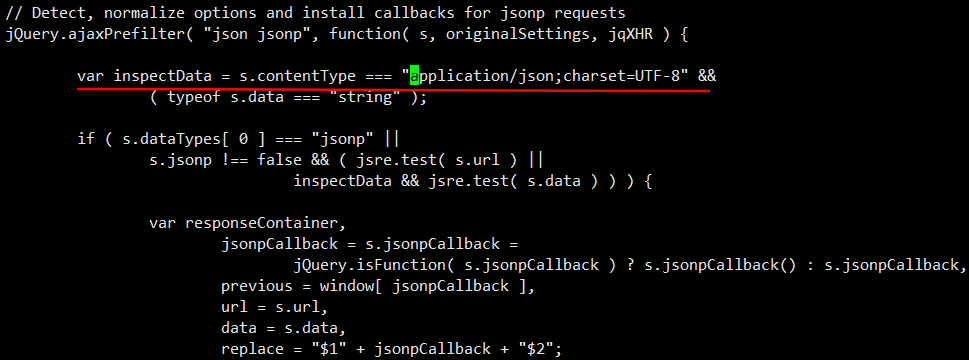 // Detect, normalize options and install callbacks for jsonp requests
jQuery.ajaxPrefilter( "json jsonp", function( s, originalSettings, jqXHR ) {
var inspectData = s.contentType === "application/json;charset=UTF-8" &&
( typeof s.data === "string" );
if ( s.dataTypes[ 0 ] === "jsonp" ||
s.jsonp !== false && ( jsre.test( s.url ) ||
inspectData && jsre.test( s.data ) ) ) {
var responseContainer,
jsonpCallback = s.jsonpCallback =
jQuery.isFunction( s.jsonpCallback ) ? s.jsonpCallback() : s.jsonpCallback,
previous = window[ jsonpCallback ],
url = s.url,
data = s.data,
replace = "$1" + jsonpCallback + "$2";